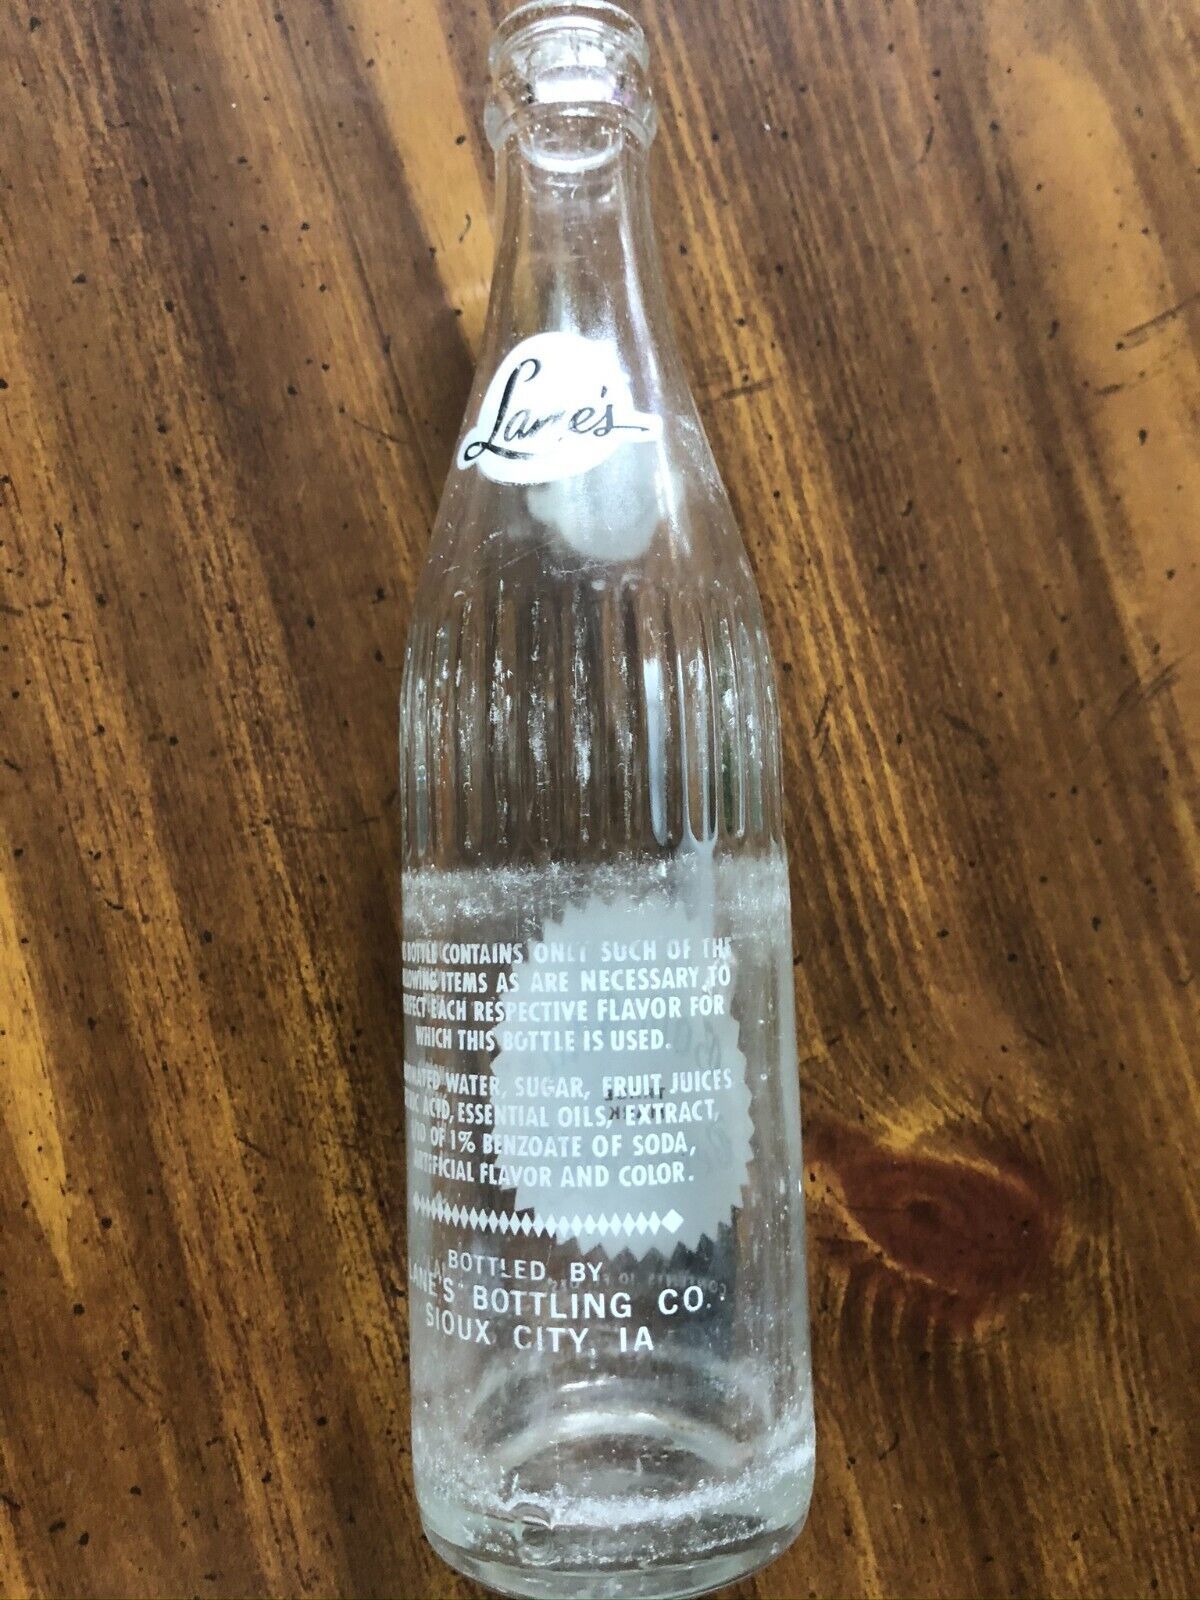 Lane's
BOTTLE CONTAINS ONLY SUCH OF THE
ITEMS AS ARE NECESSARY TO
EACH RESPECTIVE FLAVOR FOR
WHICH THIS BOTTLE IS USED.
WATER, SUGAR, FRUIT JUICES
ACID, ESSENTIAL OILS, EXTRACT,
OF 1% BENZOATE OF SODA,
ARTIFICIAL FLAVOR AND COLOR.
BOTTLED BY
LANE'S BOTTLING CO.
SIOUX CITY, IA